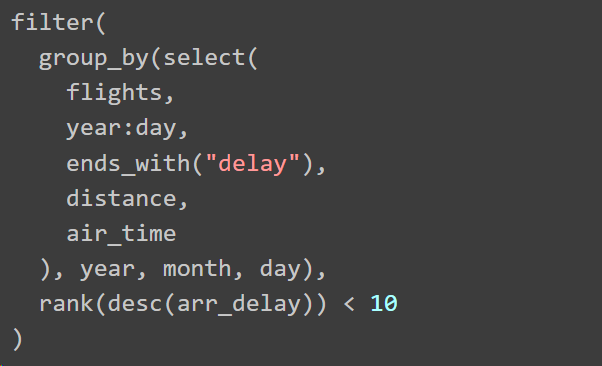 filter(
  group_by(select(
    flights,
    year:day,
    ends_with("delay"),
    distance,
    air_time
  ), year, month, day),
  rank(desc(arr_delay)) < 10
)